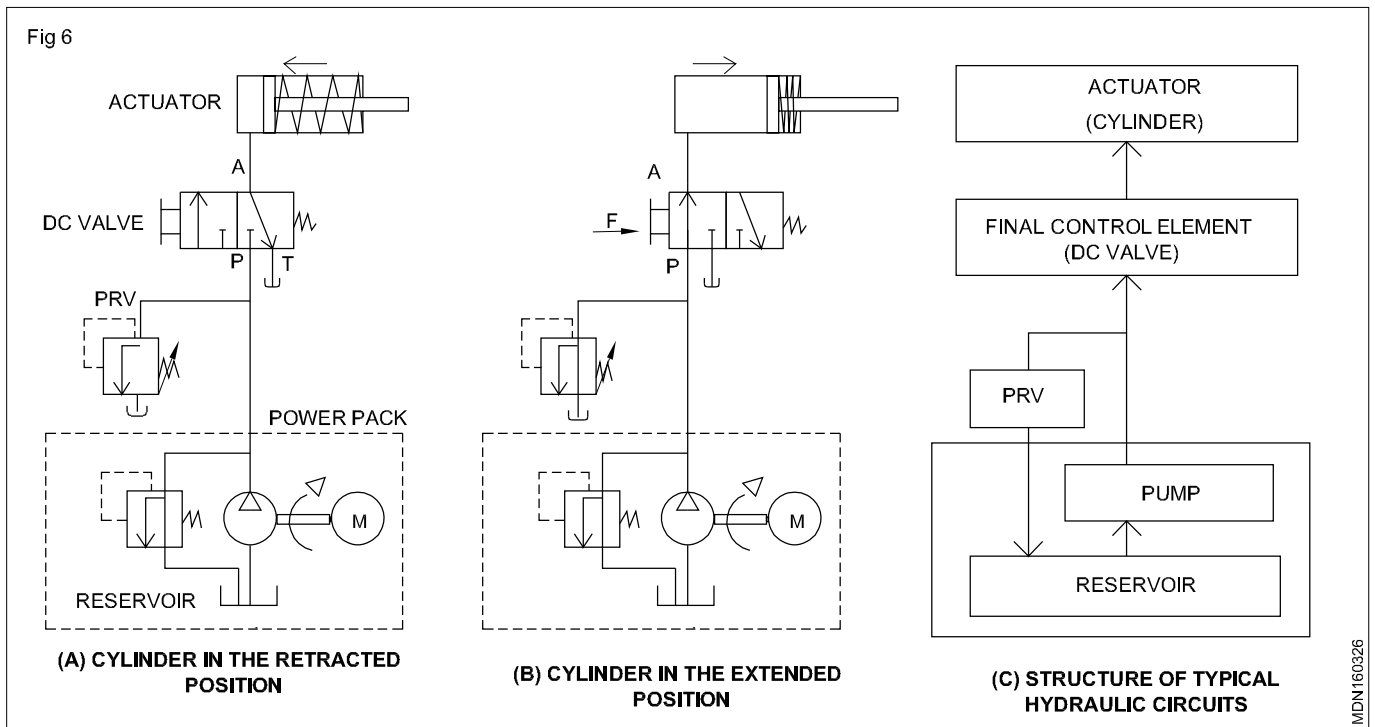 Fig 6
ACTUATOR
A
DC VALVE
P
T
PRV
POWER PACK
M
RESERVOIR
(A) CYLINDER IN THE RETRACTED
POSITION
A
F
P
M
(B) CYLINDER IN THE EXTENDED
POSITION
ACTUATOR
(CYLINDER)
FINAL CONTROL ELEMENT
(DC VALVE)
PRV
PUMP
RESERVOIR
(C) STRUCTURE OF TYPICAL
HYDRAULIC CIRCUITS
MDN160326